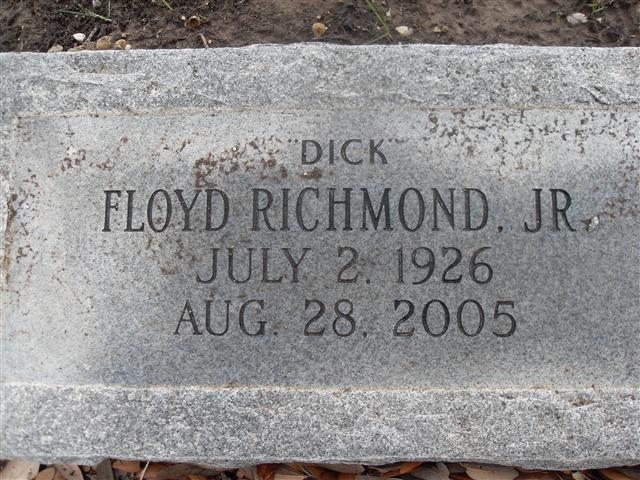 "DICK"
FLOYD RICHMOND, JR.
JULY 2, 1926
AUG. 28, 2005